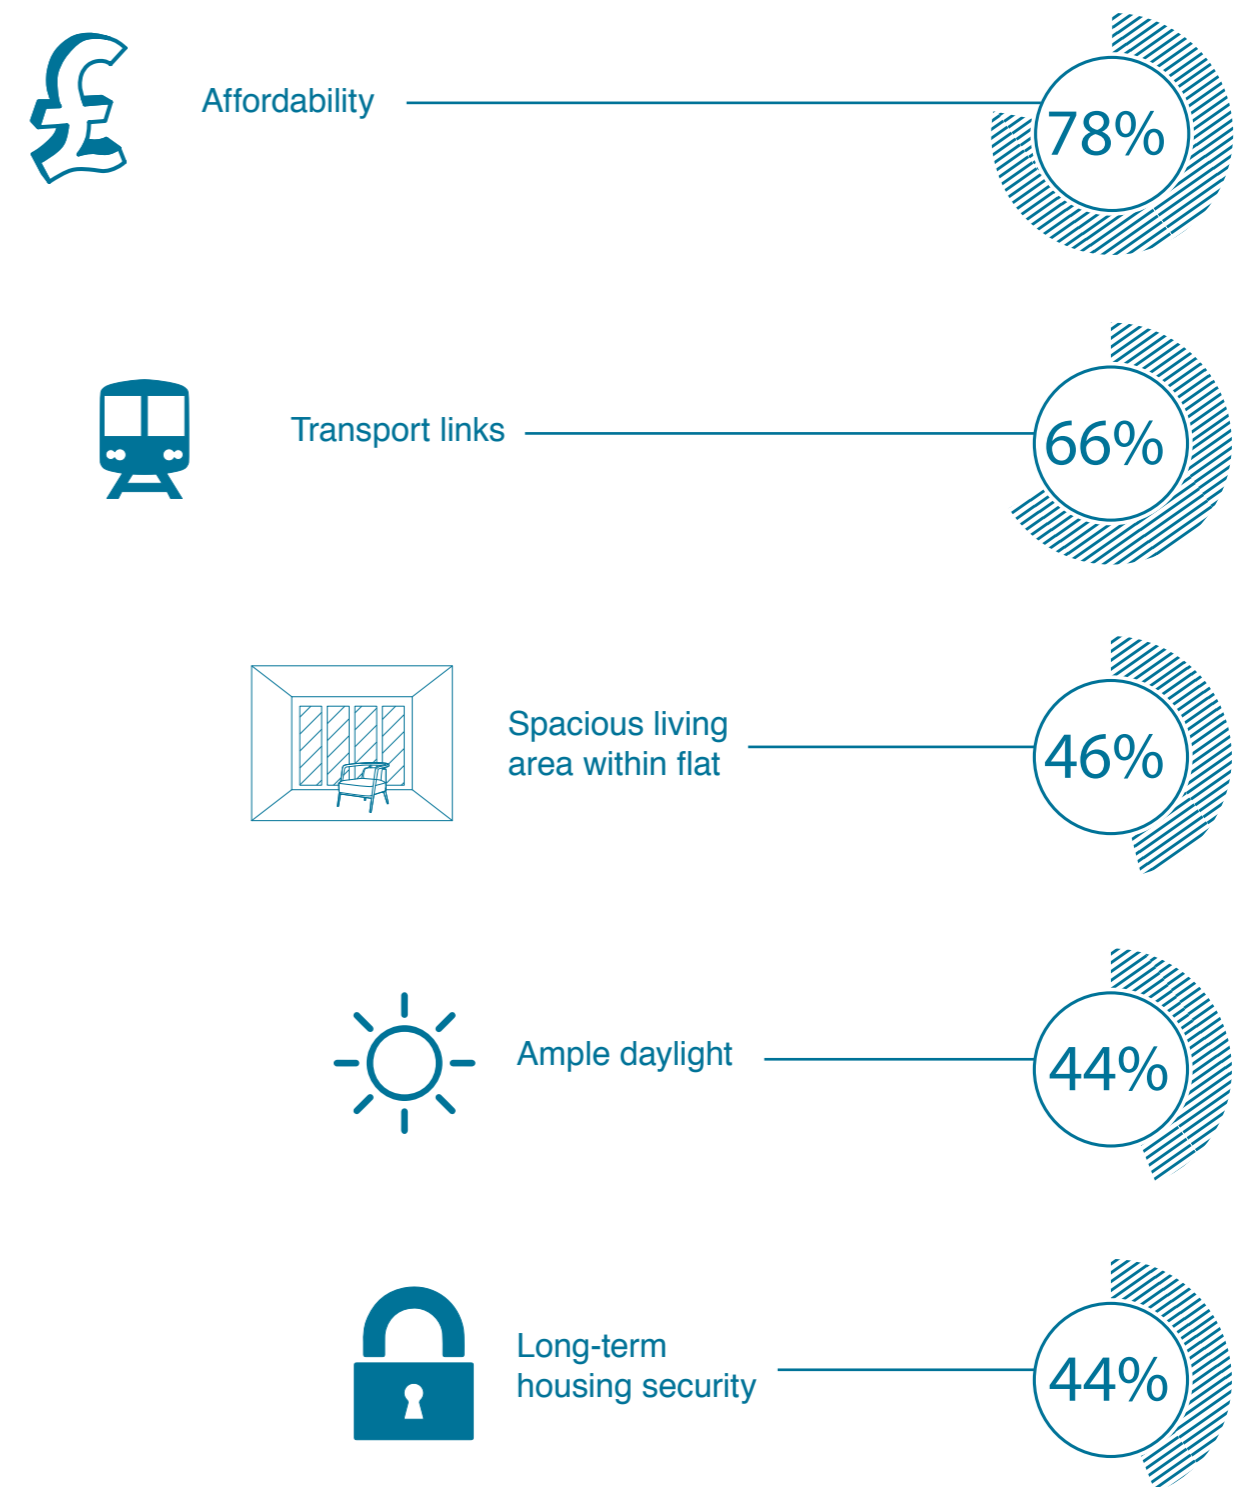 £
Affordability
78%
Transport links
66%
Spacious living
area within flat
46%
Ample daylight
44%
Long-term
housing security
44%